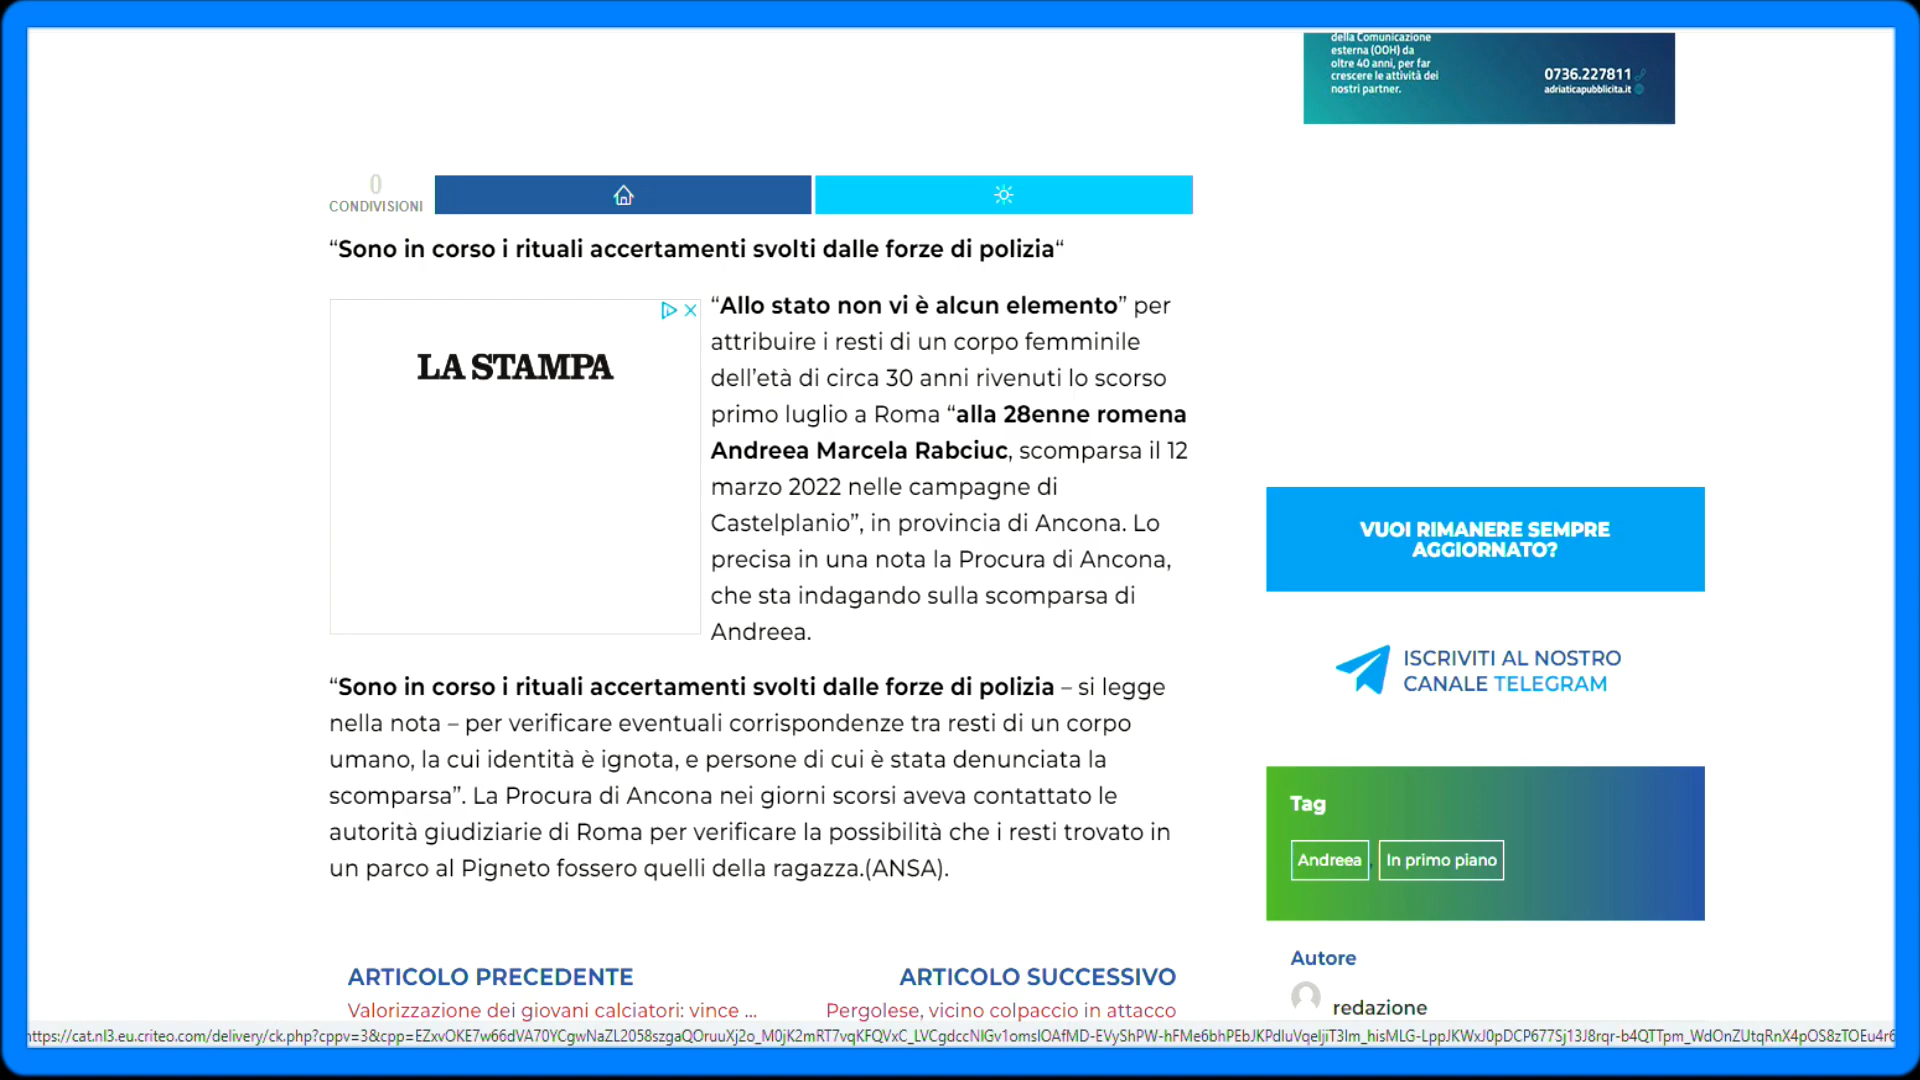 della Comunicazione
esterna (OOH) da
oltre 40 anni, per far
crescere le attività dei
nostri partner.
0736.227811
adriaticapubblicita.it
0
CONDIVISIONI
“Sono in corso i rituali accertamenti svolti dalle forze di polizia“
LA STAMPA
“Allo stato non vi è alcun elemento” per
attribuire i resti di un corpo femminile
dell’età di circa 30 anni rivenuti lo scorso
primo luglio a Roma “alla 28enne romena
Andreea Marcela Rabciuc, scomparsa il 12
marzo 2022 nelle campagne di
Castelplanio”, in provincia di Ancona. Lo
precisa in una nota la Procura di Ancona,
che sta indagando sulla scomparsa di
Andreea.
“Sono in corso i rituali accertamenti svolti dalle forze di polizia – si legge
nella nota – per verificare eventuali corrispondenze tra resti di un corpo
umano, la cui identità è ignota, e persone di cui è stata denunciata la
scomparsa”. La Procura di Ancona nei giorni scorsi aveva contattato le
autorità giudiziarie di Roma per verificare la possibilità che i resti trovato in
un parco al Pigneto fossero quelli della ragazza.(ANSA).
ARTICOLO PRECEDENTE
Valorizzazione dei giovani calciatori: vince ...
ARTICOLO SUCCESSIVO
Pergolese, vicino colpaccio in attacco
VUOI RIMANERE SEMPRE
AGGIORNATO?
ISCRIVITI AL NOSTRO
CANALE TELEGRAM
Tag
Andreea
In primo piano
Autore
redazione